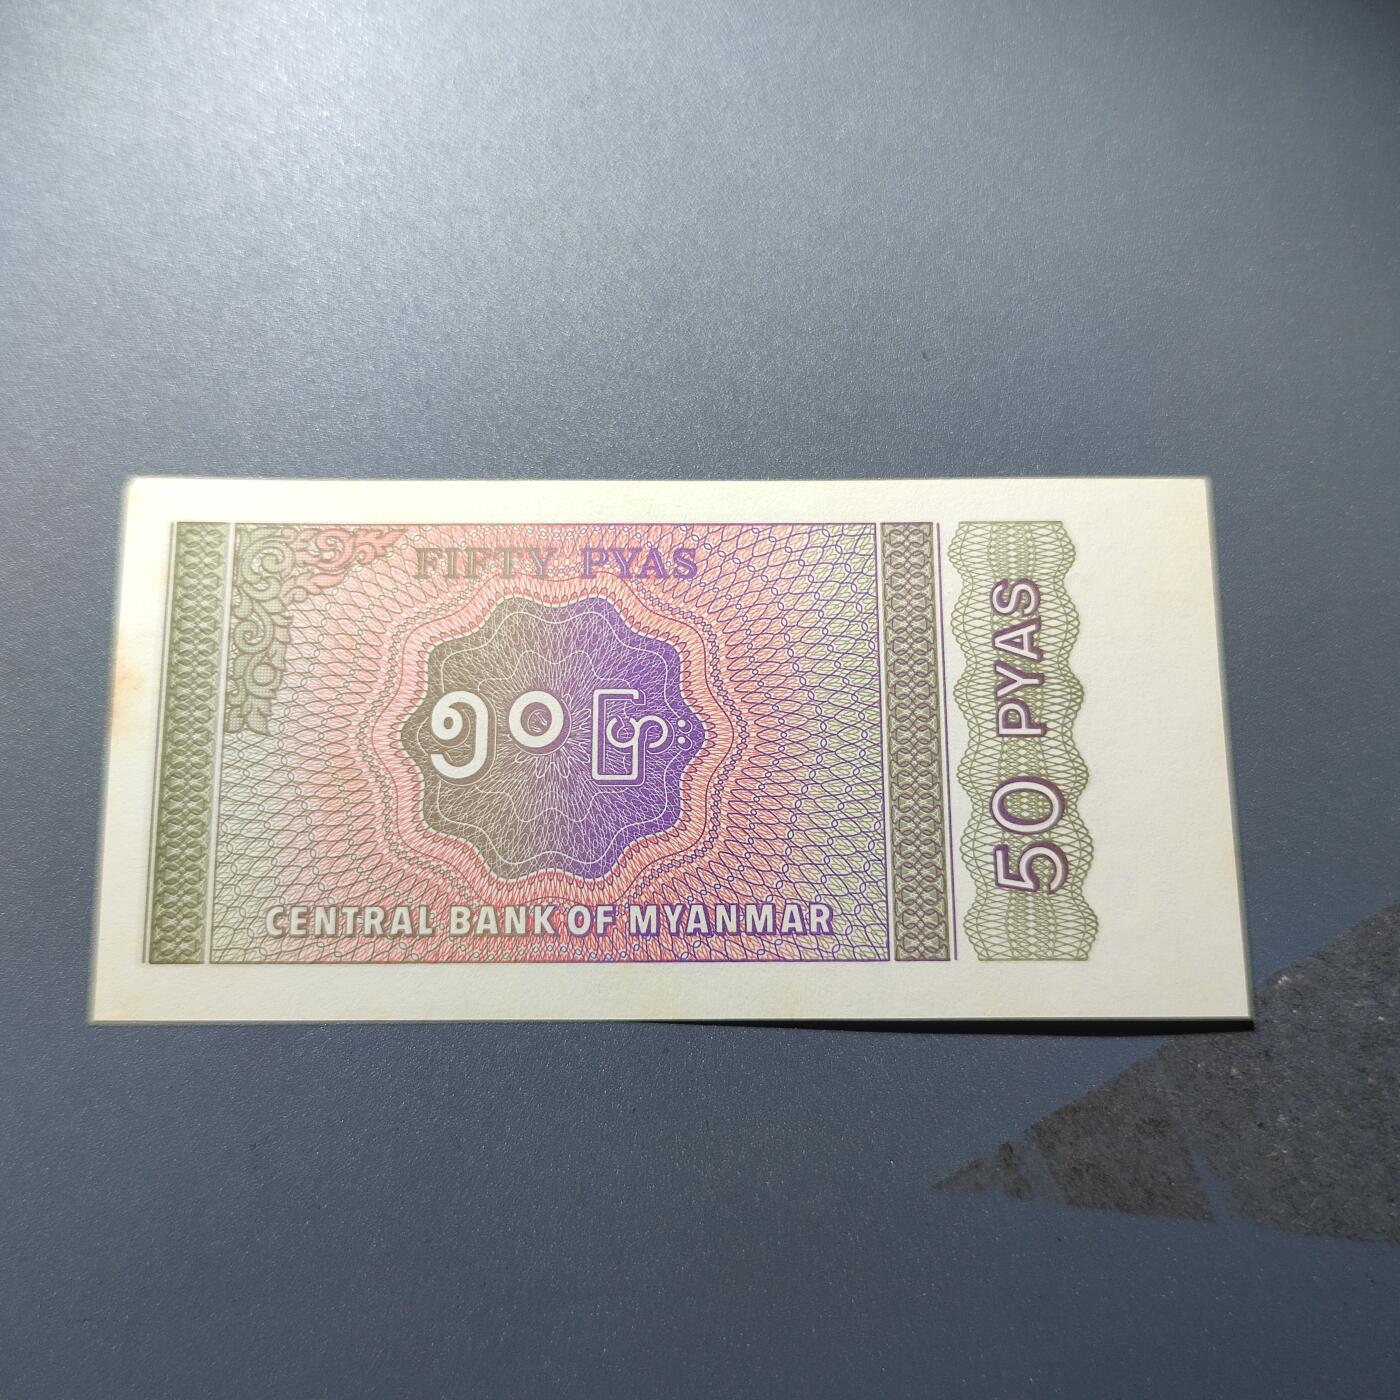 FIFTY PYAS
၅၀ ပြား
CENTRAL BANK OF MYANMAR
50 PYAS